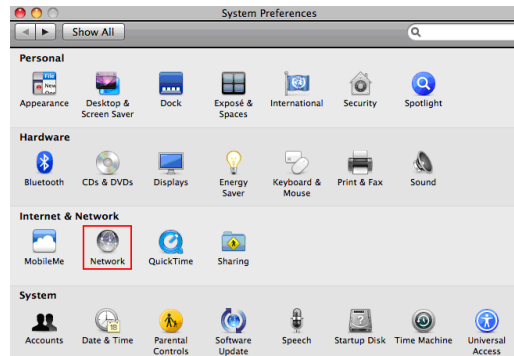 System Preferences
Show All
Personal
Appearance
Desktop & Screen Saver
Dock
Exposé & Spaces
International
Security
Spotlight
Hardware
Bluetooth
CDs & DVDs
Displays
Energy Saver
Keyboard & Mouse
Print & Fax
Sound
Internet & Network
MobileMe
Network
QuickTime
Sharing
System
Accounts
Date & Time
Parental Controls
Software Update
Speech
Startup Disk
Time Machine
Universal Access